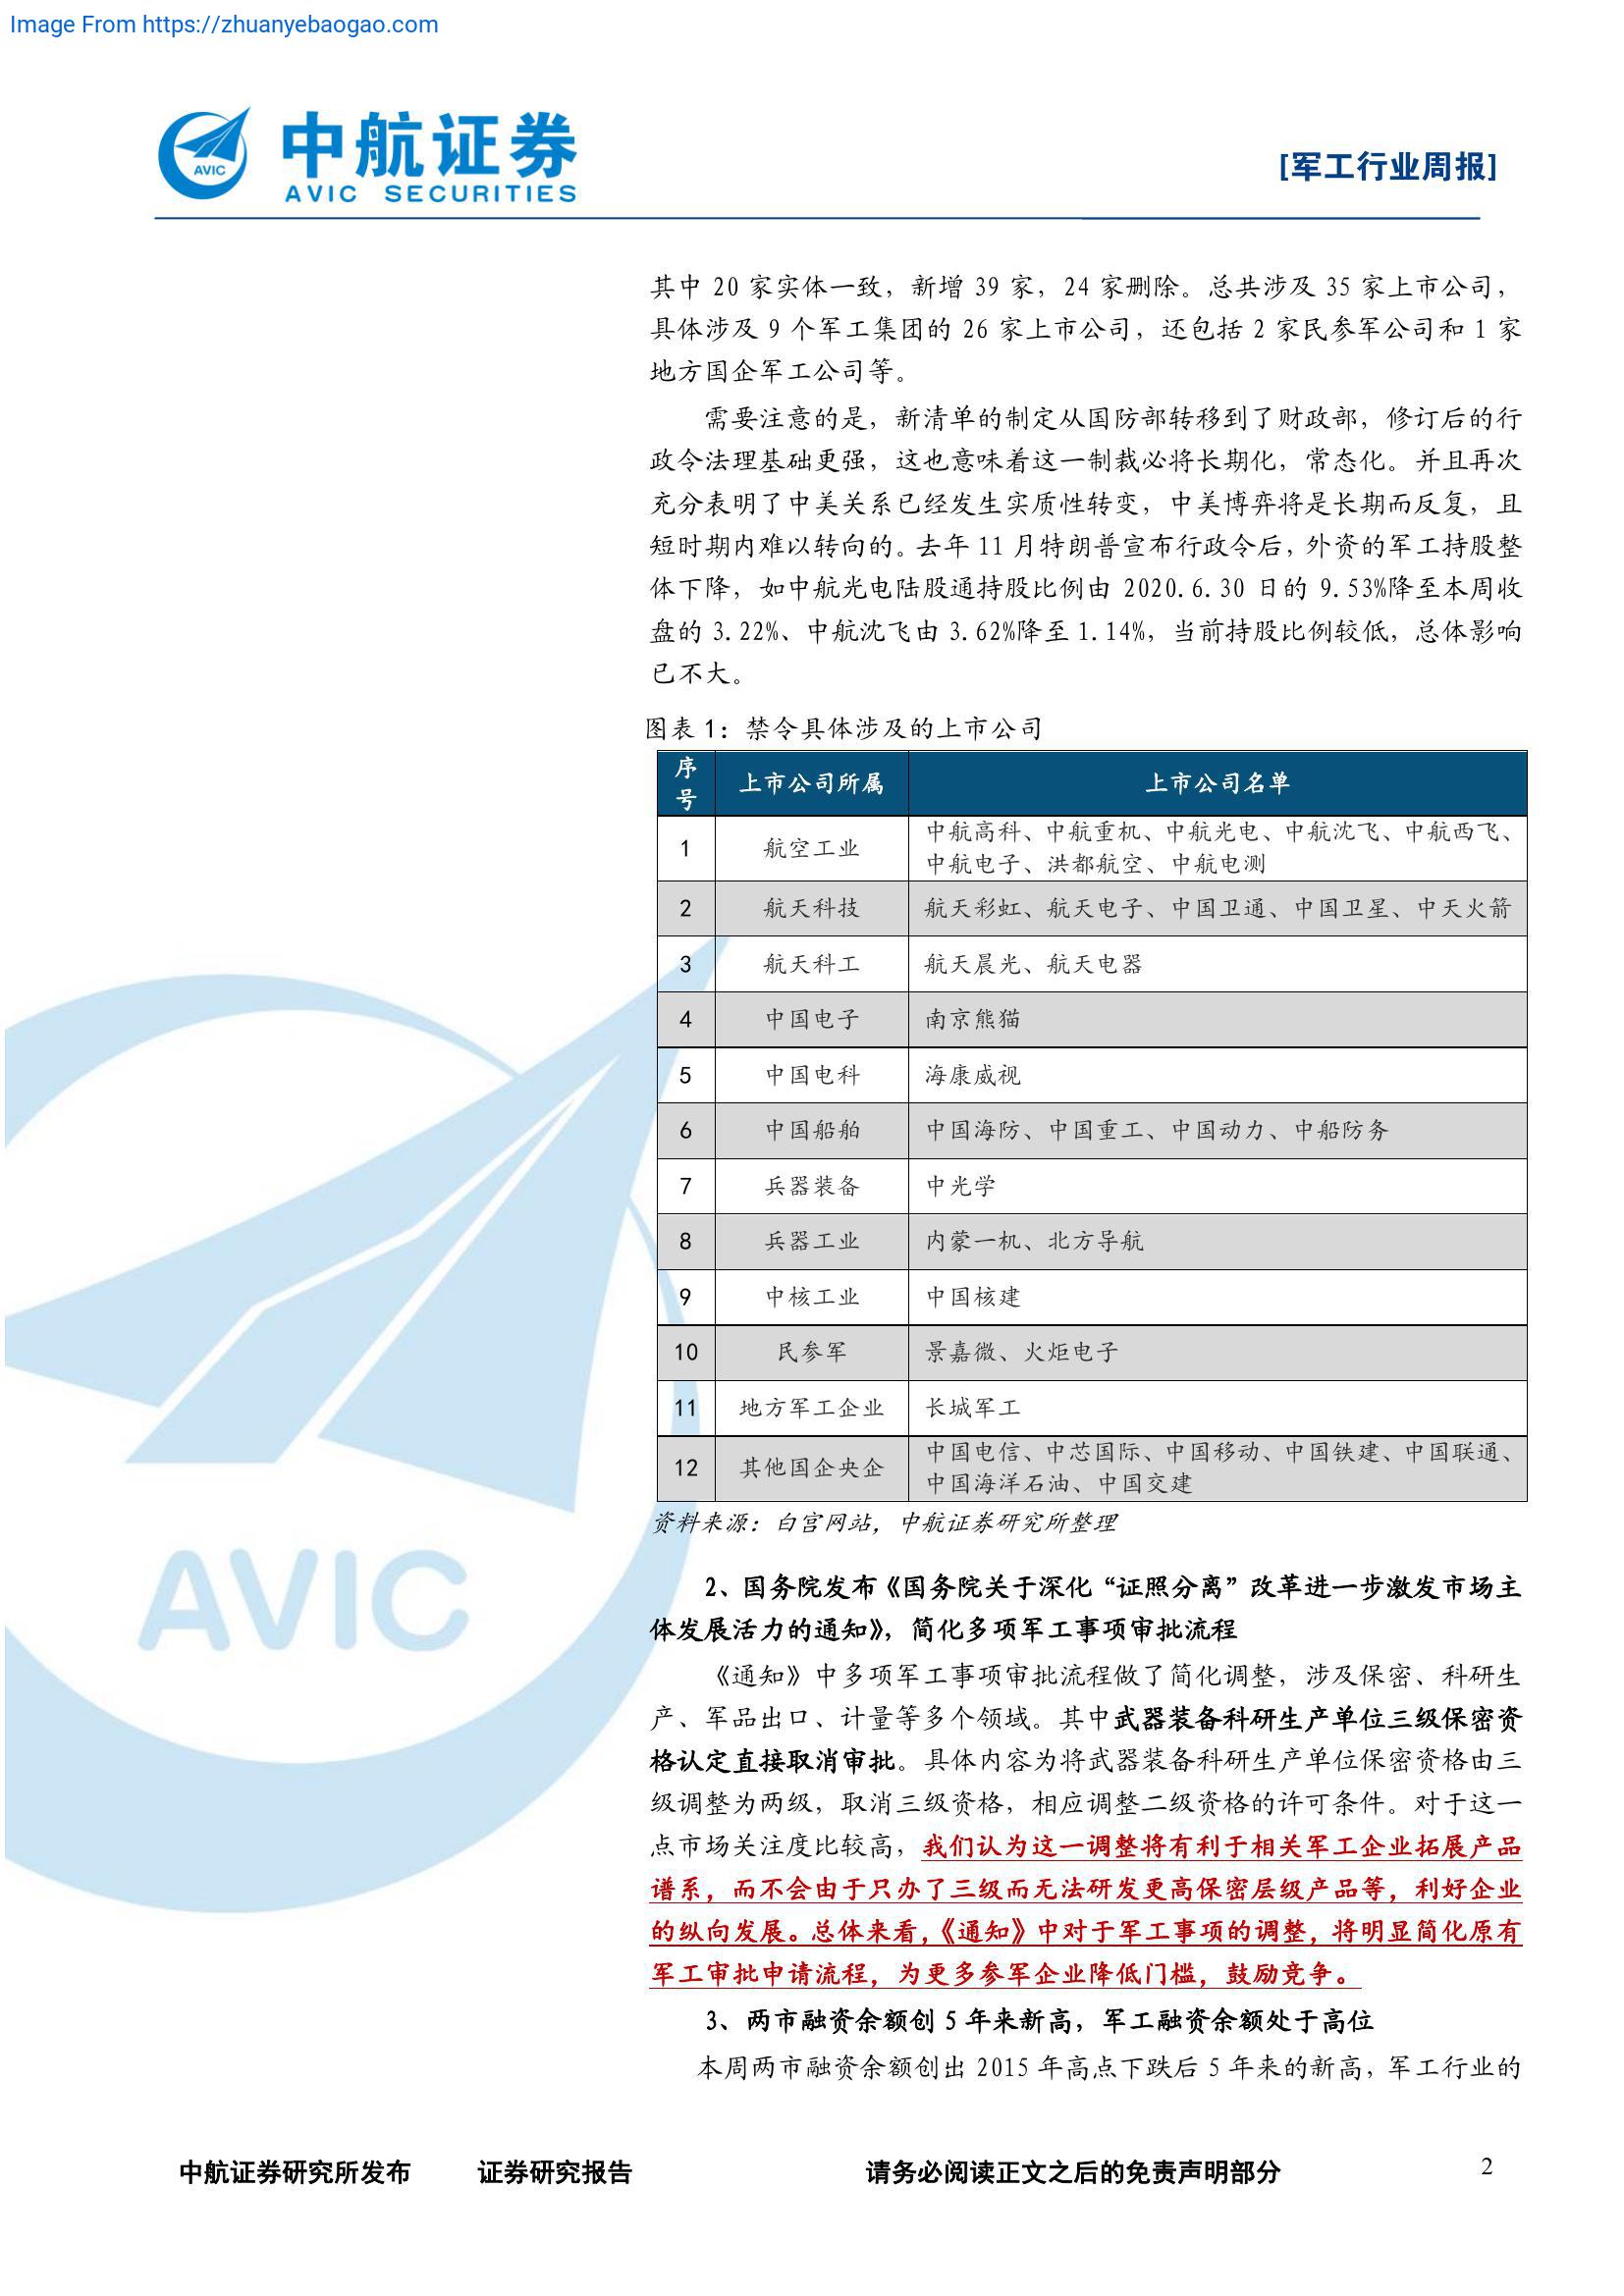 Image From https://zhuanyebaogao.com
中航证券
AVIC SECURITIES
AVIC
[军工行业周报]
其中 20 家实体一致，新增 39 家，24 家删除。总共涉及 35 家上市公司，
具体涉及 9 个军工集团的 26 家上市公司，还包括 2 家民参军公司和 1 家
地方国企军工公司等。
需要注意的是，新清单的制定从国防部转移到了财政部，修订后的行
政令法理基础更强，这也意味着这一制裁必将长期化，常态化。并且再次
充分表明了中美关系已经发生实质性转变，中美博弈将是长期而反复，且
短时期内难以转向的。去年 11 月特朗普宣布行政令后，外资的军工持股整
体下降，如中航光电陆股通持股比例由 2020.6.30 日的 9.53%降至本周收
盘的 3.22%、中航沈飞由 3.62%降至 1.14%，当前持股比例较低，总体影响
已不大。
图表 1：禁令具体涉及的上市公司
序号 上市公司所属 上市公司名单
1 航空工业 中航高科、中航重机、中航光电、中航沈飞、中航西飞、
中航电子、洪都航空、中航电测
2 航天科技 航天彩虹、航天电子、中国卫通、中国卫星、中天火箭
3 航天科工 航天晨光、航天电器
4 中国电子 南京熊猫
5 中国电科 海康威视
6 中国船舶 中国海防、中国重工、中国动力、中船防务
7 兵器装备 中光学
8 兵器工业 内蒙一机、北方导航
9 中核工业 中国核建
10 民参军 景嘉微、火炬电子
11 地方军工企业 长城军工
12 其他国企央企 中国电信、中芯国际、中国移动、中国铁建、中国联通、
中国海洋石油、中国交建
资料来源：白宫网站，中航证券研究所整理
AVIC
2、国务院发布《国务院关于深化“证照分离”改革进一步激发市场主
体发展活力的通知》，简化多项军工事项审批流程
《通知》中多项军工事项审批流程做了简化调整，涉及保密、科研生
产、军品出口、计量等多个领域。其中武器装备科研生产单位三级保密资
格认定直接取消审批。具体内容为将武器装备科研生产单位保密资格由三
级调整为两级，取消三级资格，相应调整二级资格的许可条件。对于这一
点市场关注度比较高，我们认为这一调整将有利于相关军工企业拓展产品
谱系，而不会由于只办了三级而无法研发更高保密层级产品等，利好企业
的纵向发展。总体来看，《通知》中对于军工事项的调整，将明显简化原有
军工审批申请流程，为更多参军企业降低门槛，鼓励竞争。
3、两市融资余额创 5 年来新高，军工融资余额处于高位
本周两市融资余额创出 2015 年高点下跌后 5 年来的新高，军工行业的
中航证券研究所发布 证券研究报告 请务必阅读正文之后的免责声明部分 2